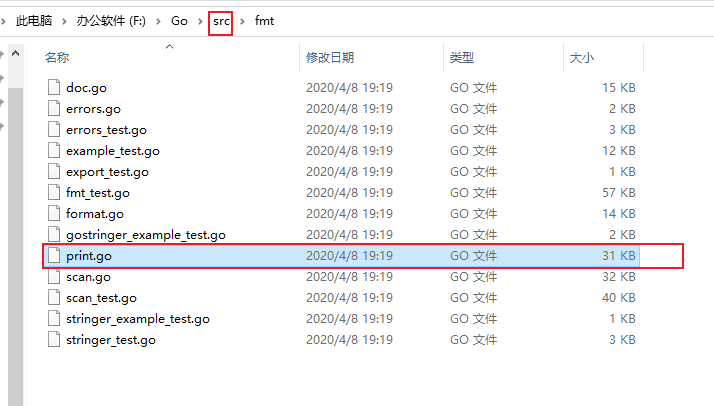 此电脑 > 办公软件 (F:) > Go > src > fmt
名称 修改日期 类型 大小
doc.go 2020/4/8 19:19 GO 文件 15 KB
errors.go 2020/4/8 19:19 GO 文件 2 KB
errors_test.go 2020/4/8 19:19 GO 文件 3 KB
example_test.go 2020/4/8 19:19 GO 文件 12 KB
export_test.go 2020/4/8 19:19 GO 文件 1 KB
fmt_test.go 2020/4/8 19:19 GO 文件 57 KB
format.go 2020/4/8 19:19 GO 文件 14 KB
gostringer_example_test.go 2020/4/8 19:19 GO 文件 2 KB
print.go 2020/4/8 19:19 GO 文件 31 KB
scan.go 2020/4/8 19:19 GO 文件 32 KB
scan_test.go 2020/4/8 19:19 GO 文件 40 KB
stringer_example_test.go 2020/4/8 19:19 GO 文件 1 KB
stringer_test.go 2020/4/8 19:19 GO 文件 3 KB